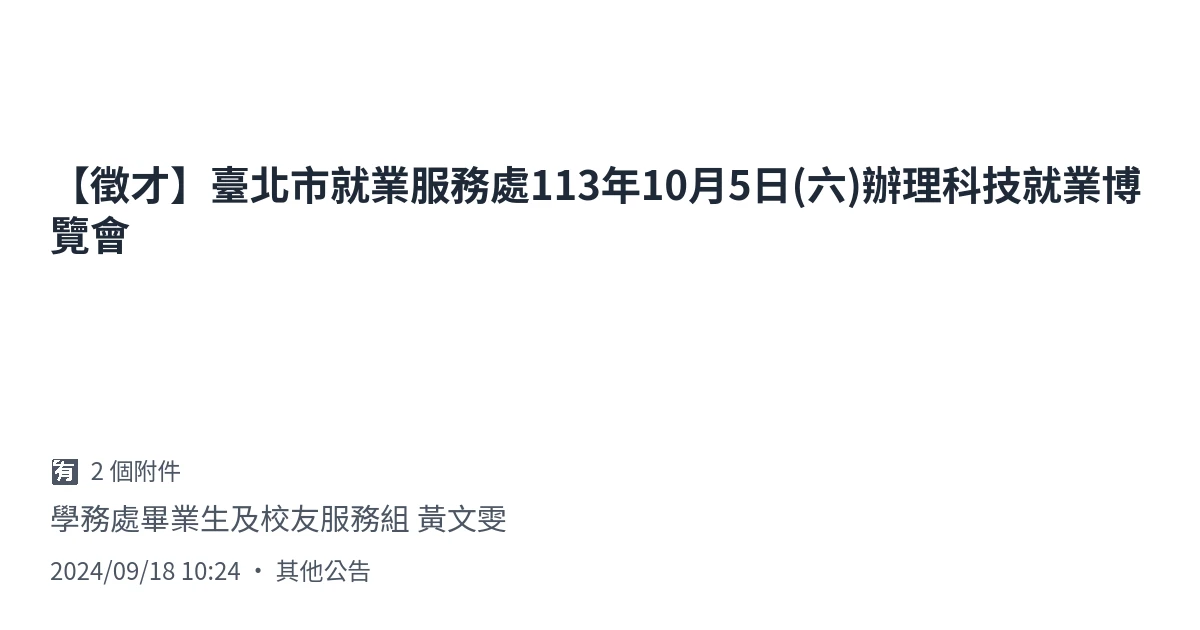 【徵才】臺北市就業服務處113年10月5日(六)辦理科技就業博
覽會
有 2 個附件
學務處畢業生及校友服務組 黃文雯
2024/09/18 10:24 • 其他公告